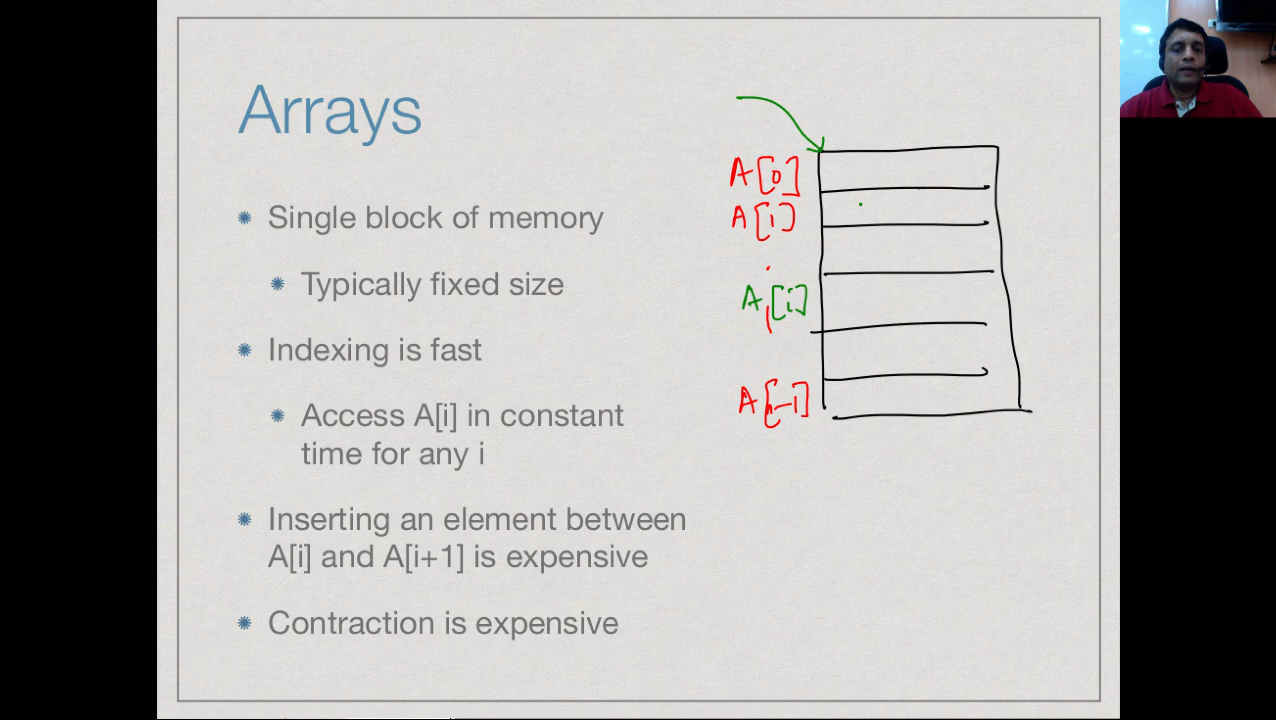 Arrays
Single block of memory
Typically fixed size
Indexing is fast
Access A[i] in constant
time for any i
Inserting an element between
A[i] and A[i+1] is expensive
Contraction is expensive
A[0]
A[1]
A[i]
A[n-1]